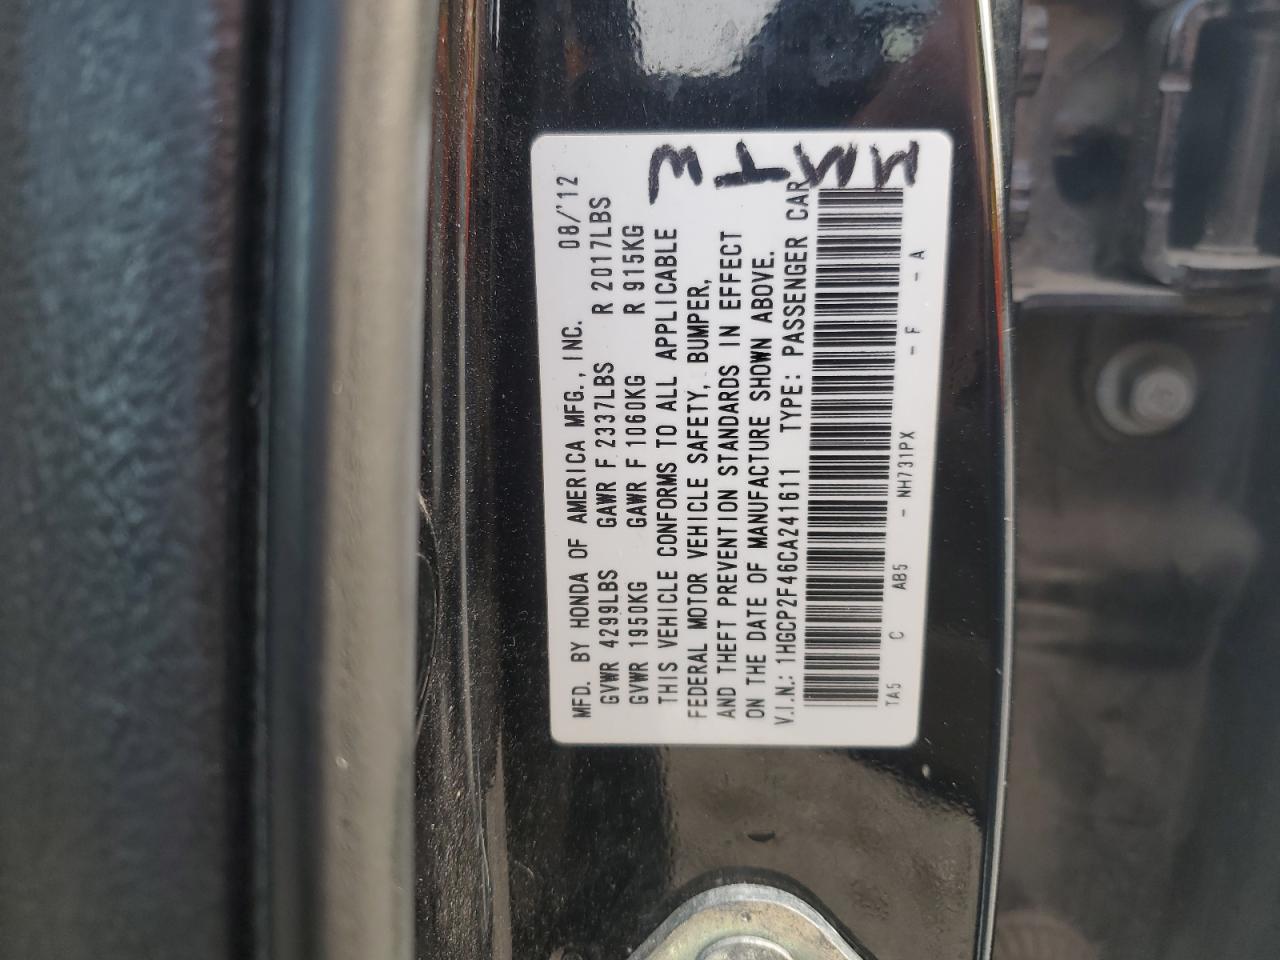 MFD. BY HONDA OF AMERICA MFG., INC. 08/'12
GVWR 4299LBS GAWR F 2337LBS R 2017LBS
GVWR 1950KG GAWR F 1060KG R 915KG
THIS VEHICLE CONFORMS TO ALL APPLICABLE
FEDERAL MOTOR VEHICLE SAFETY, BUMPER,
AND THEFT PREVENTION STANDARDS IN EFFECT
ON THE DATE OF MANUFACTURE SHOWN ABOVE.
V.I.N.: 1HGCP2F46CA241611 TYPE: PASSENGER CAR
TA5 C AB5 - NH731PX - F - A